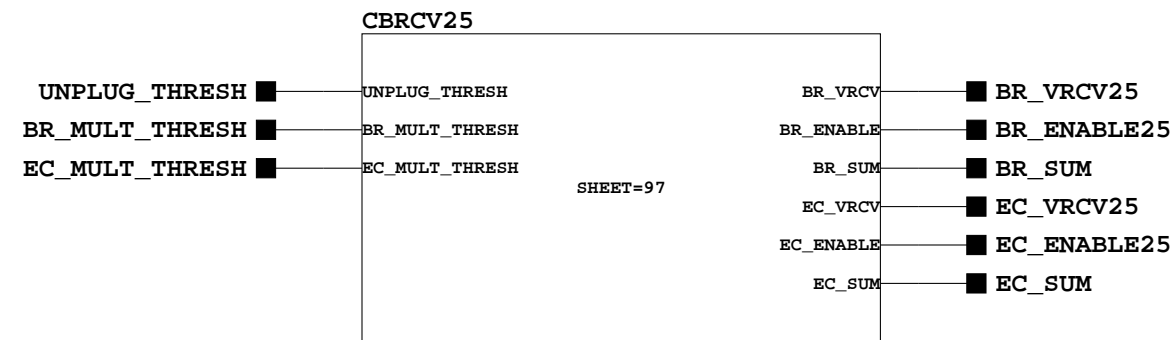 CBRCV25
UNPLUG_THRESH UNPLUG_THRESH BR_VRCV BR_VRCV25
BR_MULT_THRESH BR_MULT_THRESH BR_ENABLE BR_ENABLE25
EC_MULT_THRESH EC_MULT_THRESH BR_SUM BR_SUM
SHEET=97
EC_VRCV EC_VRCV25
EC_ENABLE EC_ENABLE25
EC_SUM EC_SUM